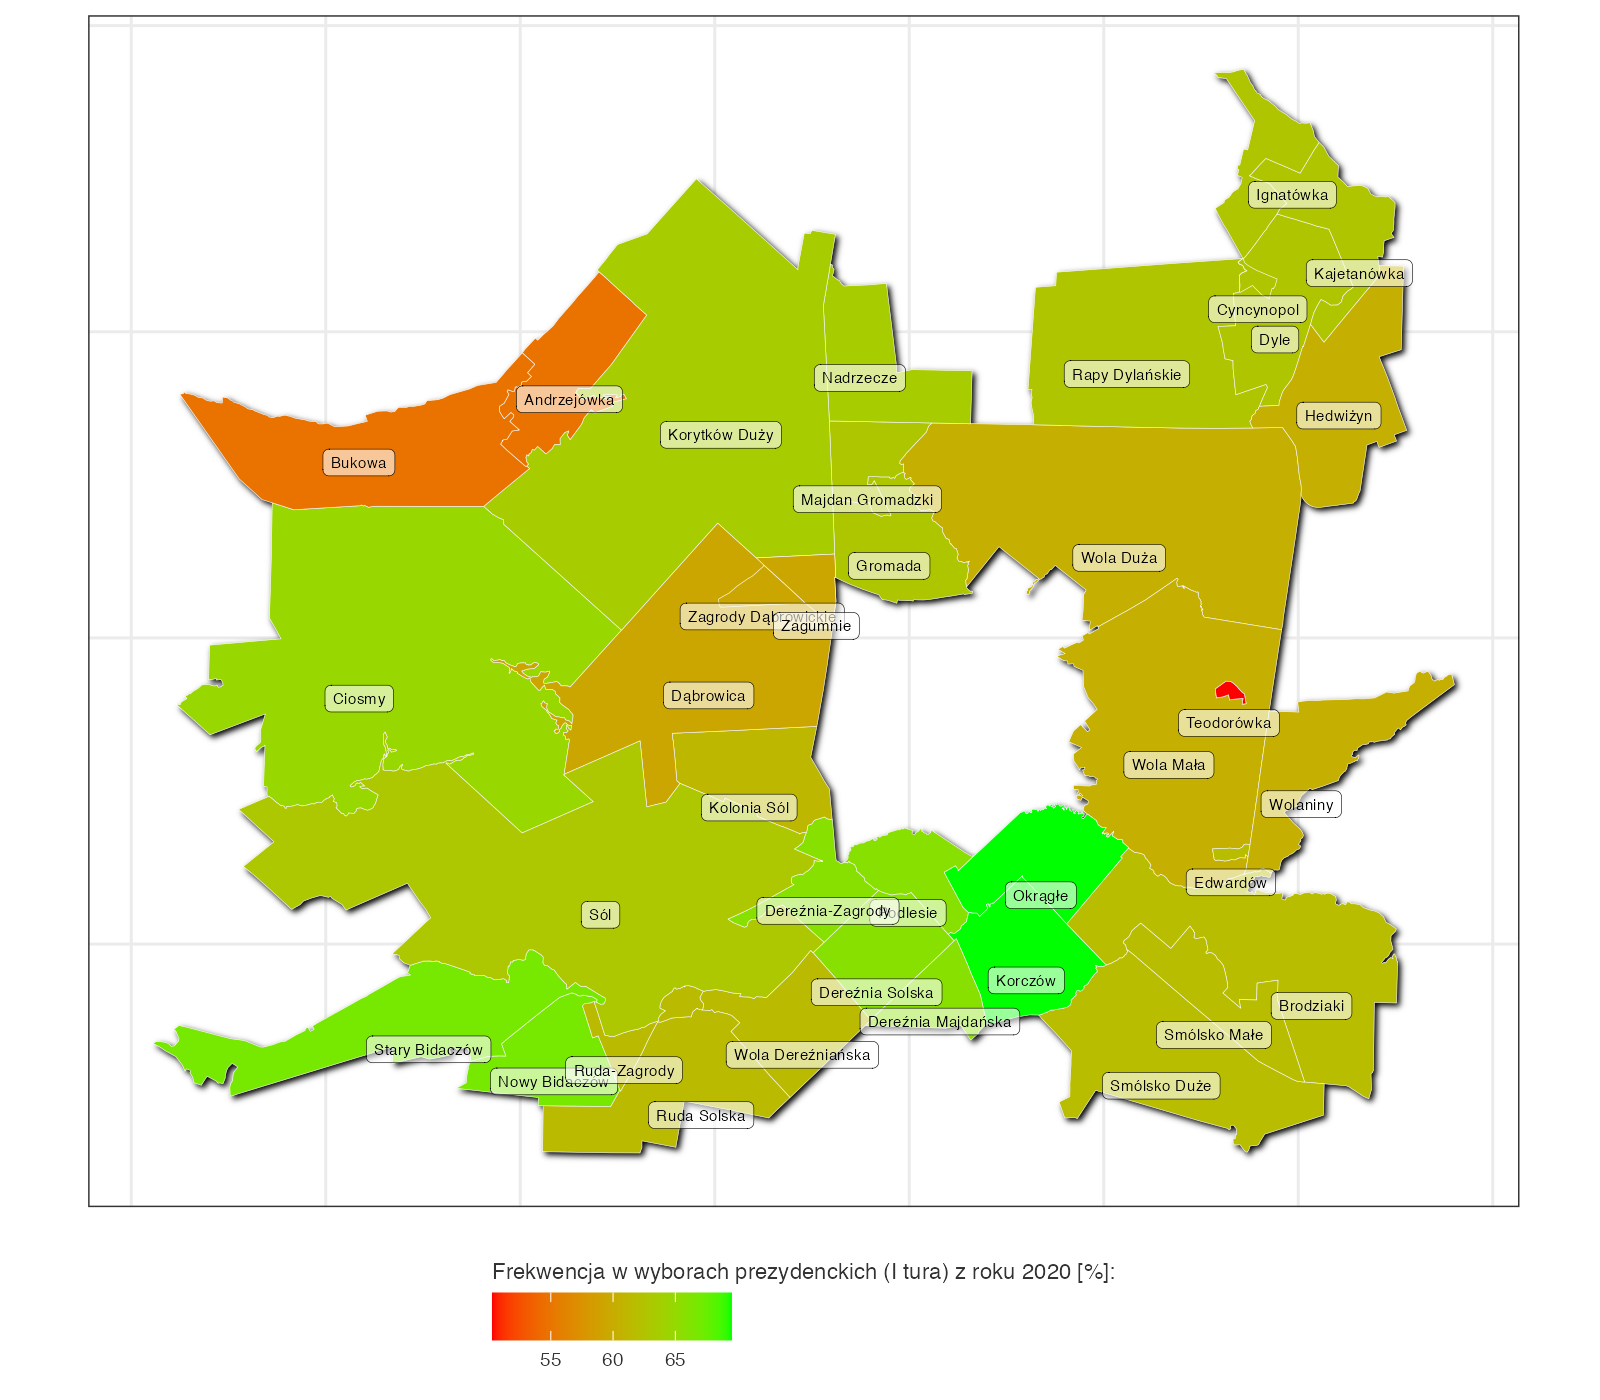 Ignatówka
Kajetanówka
Cyncynopol
Dyle
Nadrzecze
Rapy Dylańskie
Andrzejówka
Hedwiżyn
Korytków Duży
Bukowa
Majdan Gromadzki
Wola Duża
Gromada
Zagrody Dąbrowickie
Zagumnie
Ciosmy
Dąbrowica
Teodorówka
Wola Mała
Kolonia Sól
Wolaniny
Edwardów
Okrągłe
Sól
Dereźnia-Zagrody
Podlesie
Korczów
Dereźnia Solska
Brodziaki
Dereźnia Majdańska
Smólsko Małe
Stary Bidaczów
Wola Dereźniańska
Ruda-Zagrody
Nowy Bidaczów
Smólsko Duże
Ruda Solska
Frekwencja w wyborach prezydenckich (I tura) z roku 2020 [%]:
55 60 65